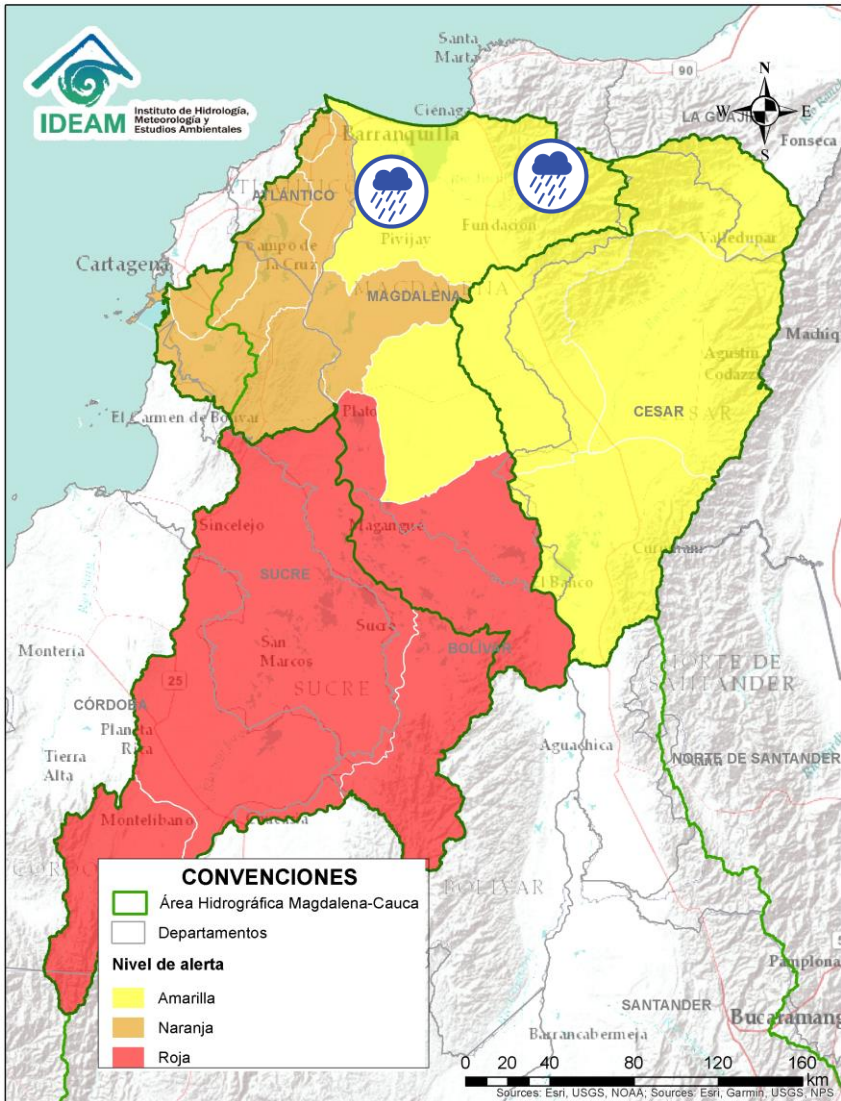 IDEAM
Instituto de Hidrología,
Meteorología y
Estudios Ambientales
Santa
Marta
90
N
W
E
S
LA GUAJI
Fonseca
Ciénaga
Barranquilla
ATLÁNTICO
Fundación
Pivijay
Valledupar
Campo de
la Cruz
Cartagena
MAGDALENA
Agustín
Codazzi
El Carmen de Bolívar
Plato
CESAR
Sincelejo
Magangué
SUCRE
El Banco
Sucre
San
Marcos
BOLÍVAR
SUCRE
Montería
25
CÓRDOBA
Planeta
Rica
Tierra
Alta
NORTE DE
SANTANDER
Aguachica
NORTE DE SANTANDER
Montelíbano
BOLÍVAR
CONVENCIONES
Área Hidrográfica Magdalena-Cauca
Departamentos
Nivel de alerta
Amarilla
Naranja
Roja
Pamplona
SANTANDER
Bucaramang
Barrancabermeja
0 20 40 80 120 160
KM
Sources: Esri, USGS, NOAA; Sources: Esri, Garmin, USGS, NPS